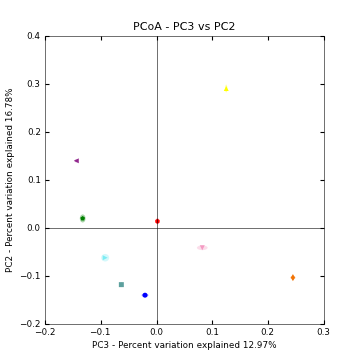 PCoA - PC3 vs PC2
PC2 - Percent variation explained 16.78%
0.4
0.3
0.2
0.1
0.0
−0.1
−0.2
−0.2 −0.1 0.0 0.1 0.2 0.3
PC3 - Percent variation explained 12.97%